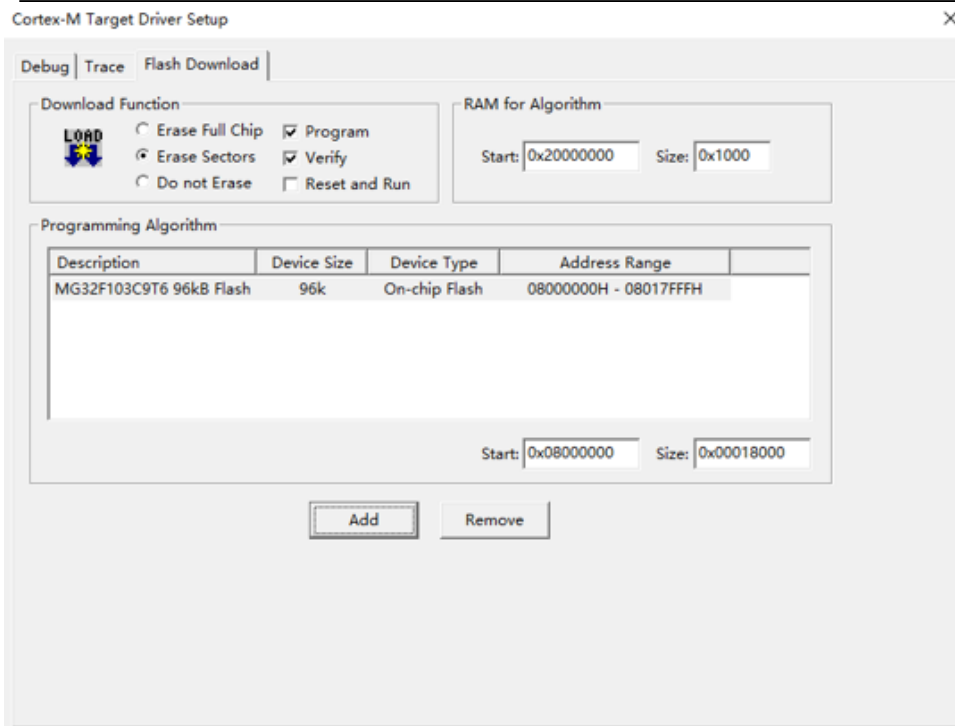 Cortex-M Target Driver Setup
Debug Trace Flash Download
Download Function
LOAD
Erase Full Chip Program
Erase Sectors Verify
Do not Erase Reset and Run
RAM for Algorithm
Start: 0x20000000 Size: 0x1000
Programming Algorithm
Description Device Size Device Type Address Range
MG32F103C9T6 96kB Flash 96k On-chip Flash 08000000H - 08017FFFH
Start: 0x08000000 Size: 0x00018000
Add Remove